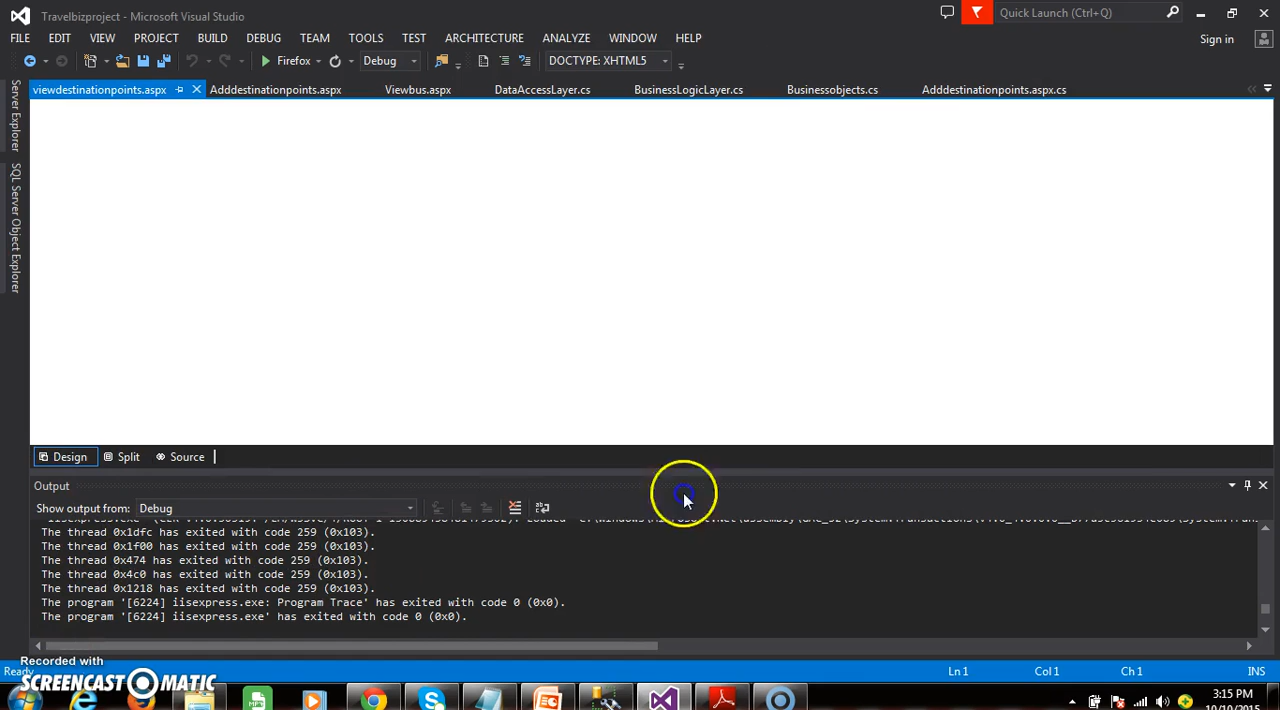 Travelbizproject - Microsoft Visual Studio
Quick Launch (Ctrl+Q)
FILE EDIT VIEW PROJECT BUILD DEBUG TEAM TOOLS TEST ARCHITECTURE ANALYZE WINDOW HELP
Sign in
Firefox Debug DOCTYPE: XHTML5
viewdestinationpoints.aspx Adddestinationpoints.aspx Viewbus.aspx DataAccessLayer.cs BusinessLogicLayer.cs Businessobjects.cs Adddestinationpoints.aspx.cs
Server Explorer
SQL Server Object Explorer
Design Split Source
Output
Show output from: Debug
The thread 0x1dfc has exited with code 259 (0x103).
The thread 0x1f00 has exited with code 259 (0x103).
The thread 0x474 has exited with code 259 (0x103).
The thread 0x4c0 has exited with code 259 (0x103).
The thread 0x1218 has exited with code 259 (0x103).
The program '[6224] iisexpress.exe: Program Trace' has exited with code 0 (0x0).
The program '[6224] iisexpress.exe' has exited with code 0 (0x0).
Recorded with
SCREENCAST MATIC
Ready Ln 1 Col 1 Ch 1 INS
3:15 PM
10/10/2015